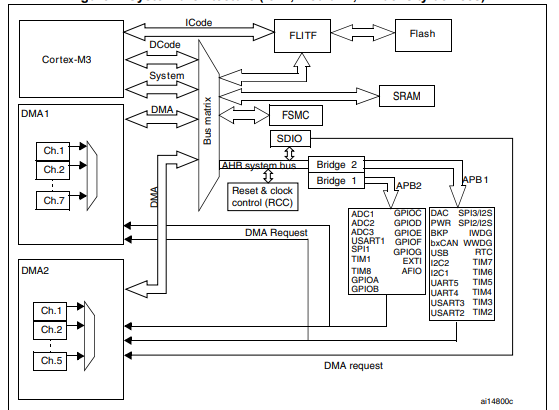 ICode
FLITF
Flash
DCode
Cortex-M3
System
SRAM
DMA1
DMA
Bus matrix
FSMC
SDIO
Ch.1
Ch.2
Ch.7
AHB system bus
Bridge 2
Bridge 1
APB2
APB1
Reset & clock
control (RCC)
DMA
DMA Request
ADC1 GPIOC
ADC2 GPIOD
ADC3 GPIOE
USART1 GPIOF
SPI1 GPIOG
TIM1 EXTI
TIM8 AFIO
GPIOA
GPIOB
DAC SPI3/I2S
PWR SPI2/I2S
BKP IWDG
bxCAN WWDG
USB RTC
I2C2 TIM7
I2C1 TIM6
UART5 TIM5
UART4 TIM4
USART3 TIM3
USART2 TIM2
DMA2
Ch.1
Ch.2
Ch.5
DMA request
ai14800c